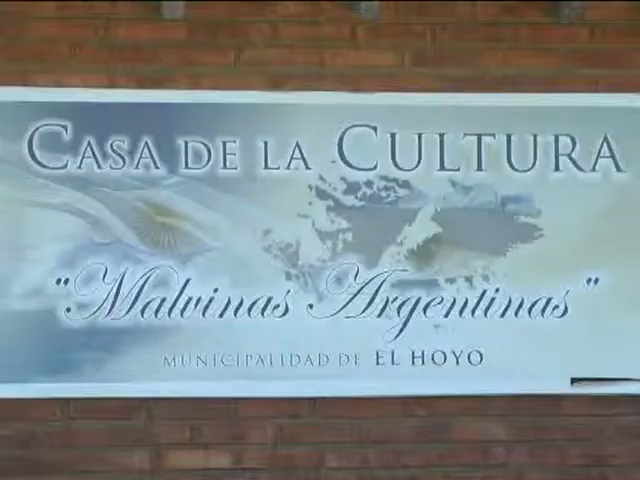 CASA DE LA CULTURA
"Malvinas Argentinas"
MUNICIPALIDAD DE EL HOYO